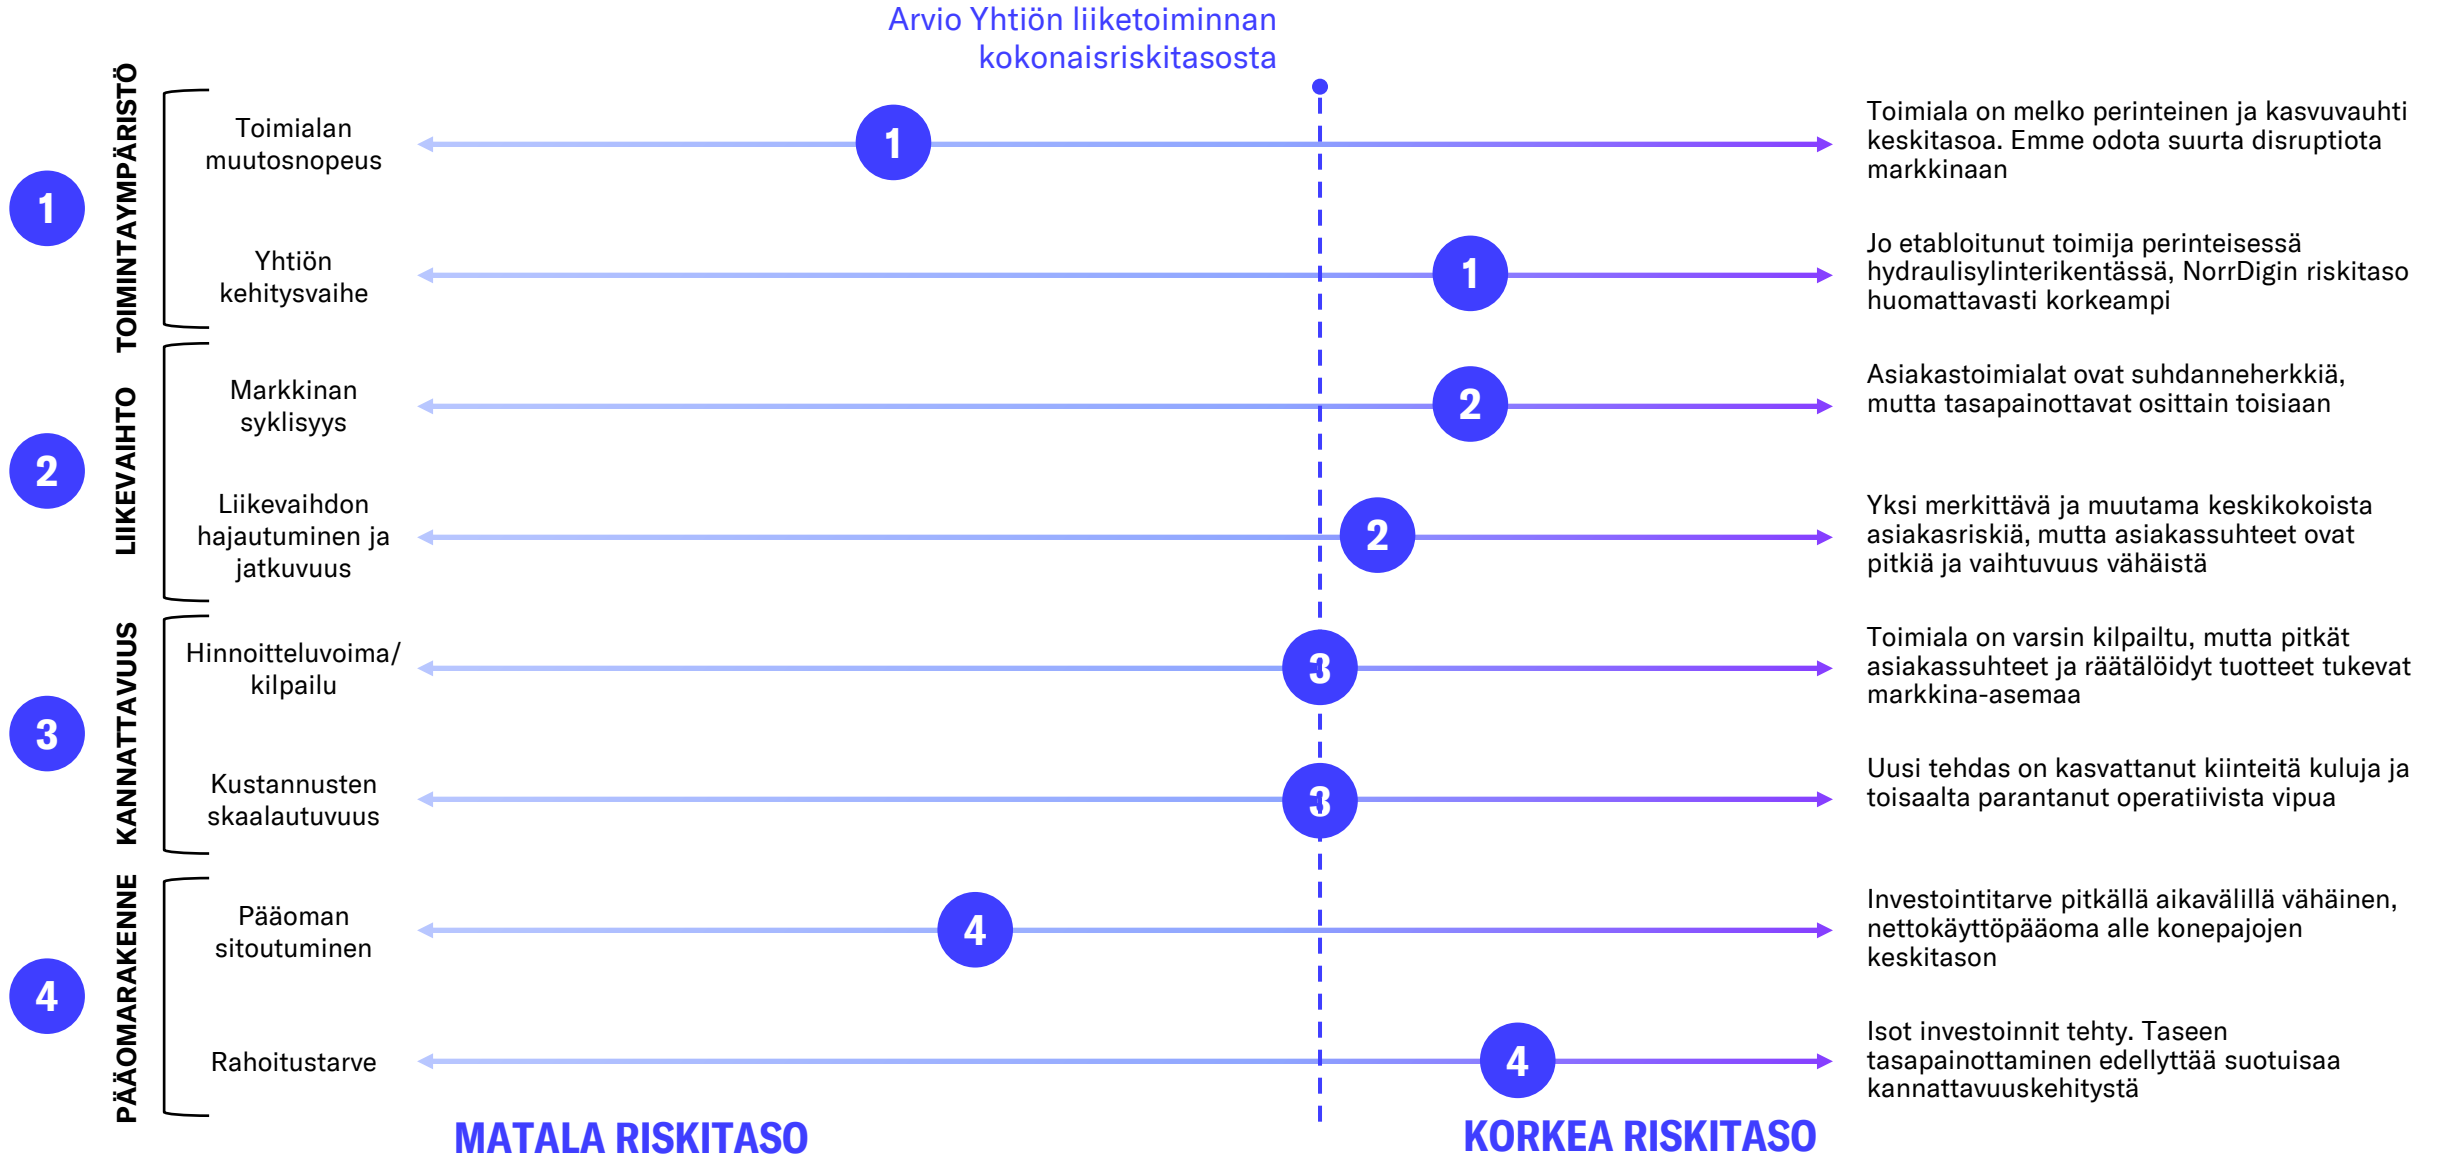 Arvio Yhtiön liiketoiminnan
kokonaisriskitasosta
1
TOIMINTAYMPÄRISTÖ
Toimialan
muutosnopeus
1
Toimiala on melko perinteinen ja kasvuvauhti
keskitasoa. Emme odota suurta disruptiota
markkinaan
Yhtiön
kehitysvaihe
1
Jo etabloitunut toimija perinteisessä
hydraulisylinterikentässä, NorrDigin riskitaso
huomattavasti korkeampi
2
LIIKEVAIHTO
Markkinan
syklisyys
2
Asiakastoimialat ovat suhdanneherkkiä,
mutta tasapainottavat osittain toisiaan
Liikevaihdon
hajautuminen ja
jatkuvuus
2
Yksi merkittävä ja muutama keskikokoista
asiakasriskiä, mutta asiakassuhteet ovat
pitkiä ja vaihtuvuus vähäistä
3
KANNATTAVUUS
Hinnoitteluvoima/
kilpailu
3
Toimiala on varsin kilpailtu, mutta pitkät
asiakassuhteet ja räätälöidyt tuotteet tukevat
markkina-asemaa
Kustannusten
skaalautuvuus
3
Uusi tehdas on kasvattanut kiinteitä kuluja ja
toisaalta parantanut operatiivista vipua
4
PÄÄOMARAKENNE
Pääoman
sitoutuminen
4
Investointitarve pitkällä aikavälillä vähäinen,
nettokäyttöpääoma alle konepajojen
keskitason
Rahoitustarve
4
Isot investoinnit tehty. Taseen
tasapainottaminen edellyttää suotuisaa
kannattavuuskehitystä
MATALA RISKITASO
KORKEA RISKITASO